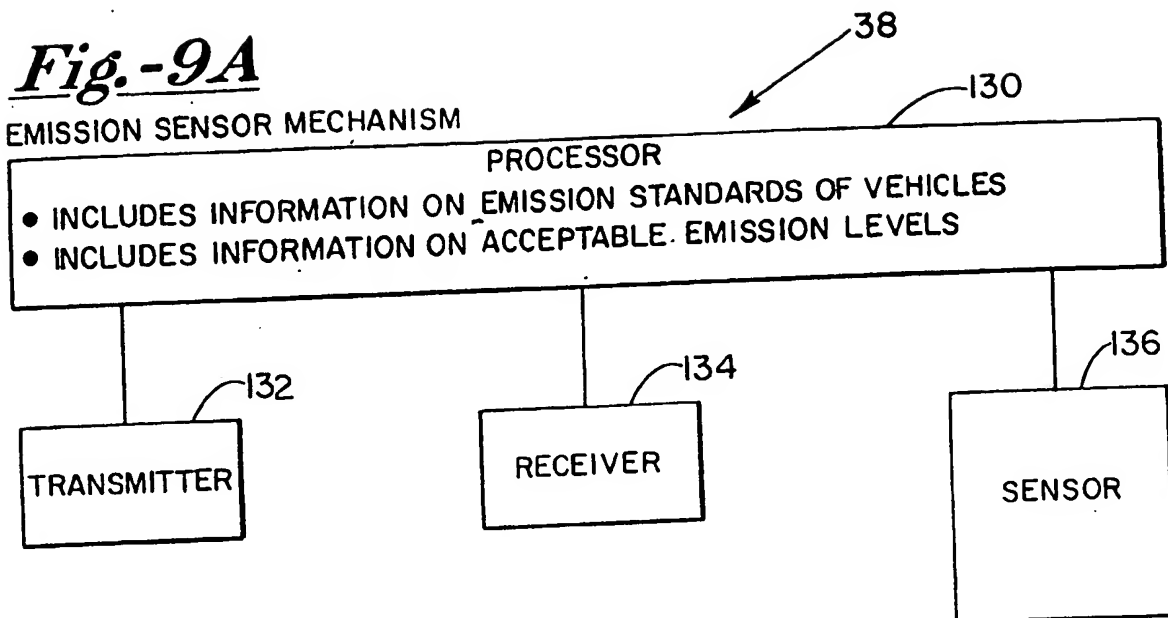 Fig.-9A
38
EMISSION SENSOR MECHANISM
130
PROCESSOR
● INCLUDES INFORMATION ON EMISSION STANDARDS OF VEHICLES
● INCLUDES INFORMATION ON ACCEPTABLE. EMISSION LEVELS
132
134
136
TRANSMITTER
RECEIVER
SENSOR